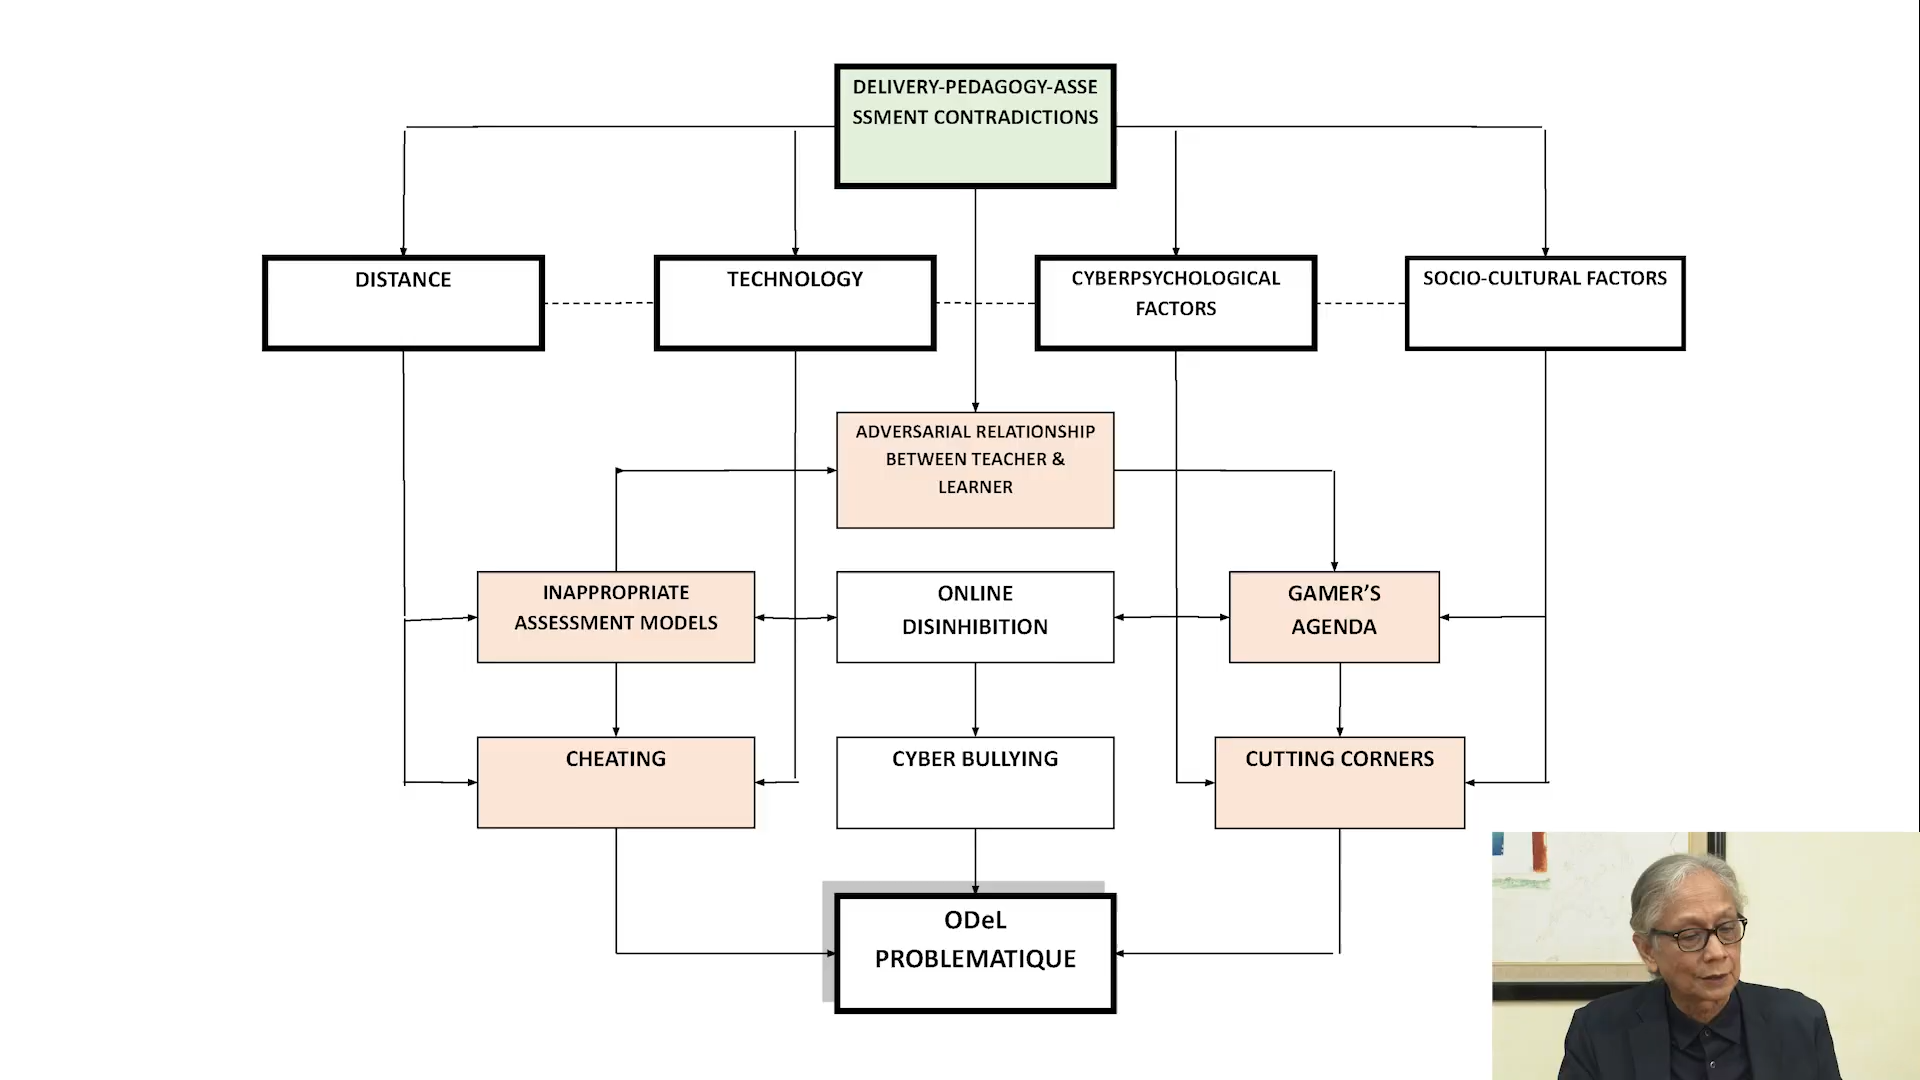 DELIVERY-PEDAGOGY-ASSE
SSMENT CONTRADICTIONS
DISTANCE
TECHNOLOGY
CYBERPSYCHOLOGICAL
FACTORS
SOCIO-CULTURAL FACTORS
ADVERSARIAL RELATIONSHIP
BETWEEN TEACHER &
LEARNER
INAPPROPRIATE
ASSESSMENT MODELS
ONLINE
DISINHIBITION
GAMER’S
AGENDA
CHEATING
CYBER BULLYING
CUTTING CORNERS
ODeL
PROBLEMATIQUE